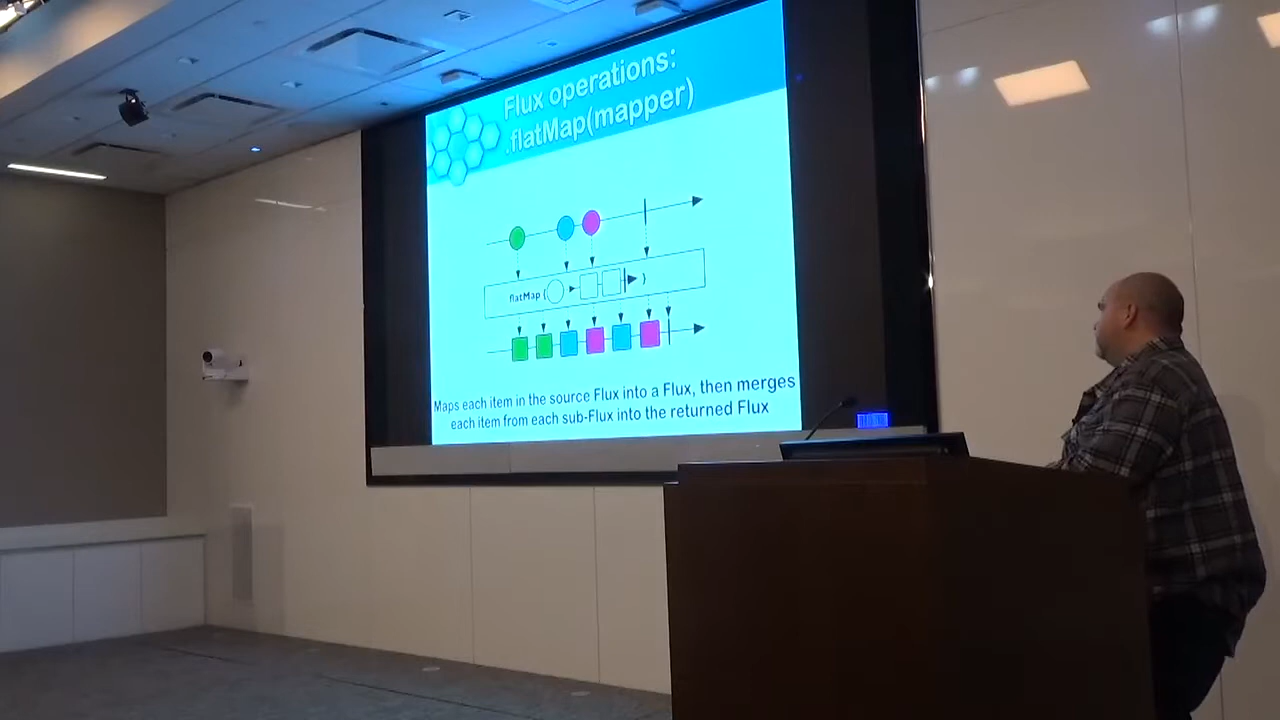 Flux operations:
.flatMap(mapper)
flatMap ( )
Maps each item in the source Flux into a Flux, then merges
each item from each sub-Flux into the returned Flux